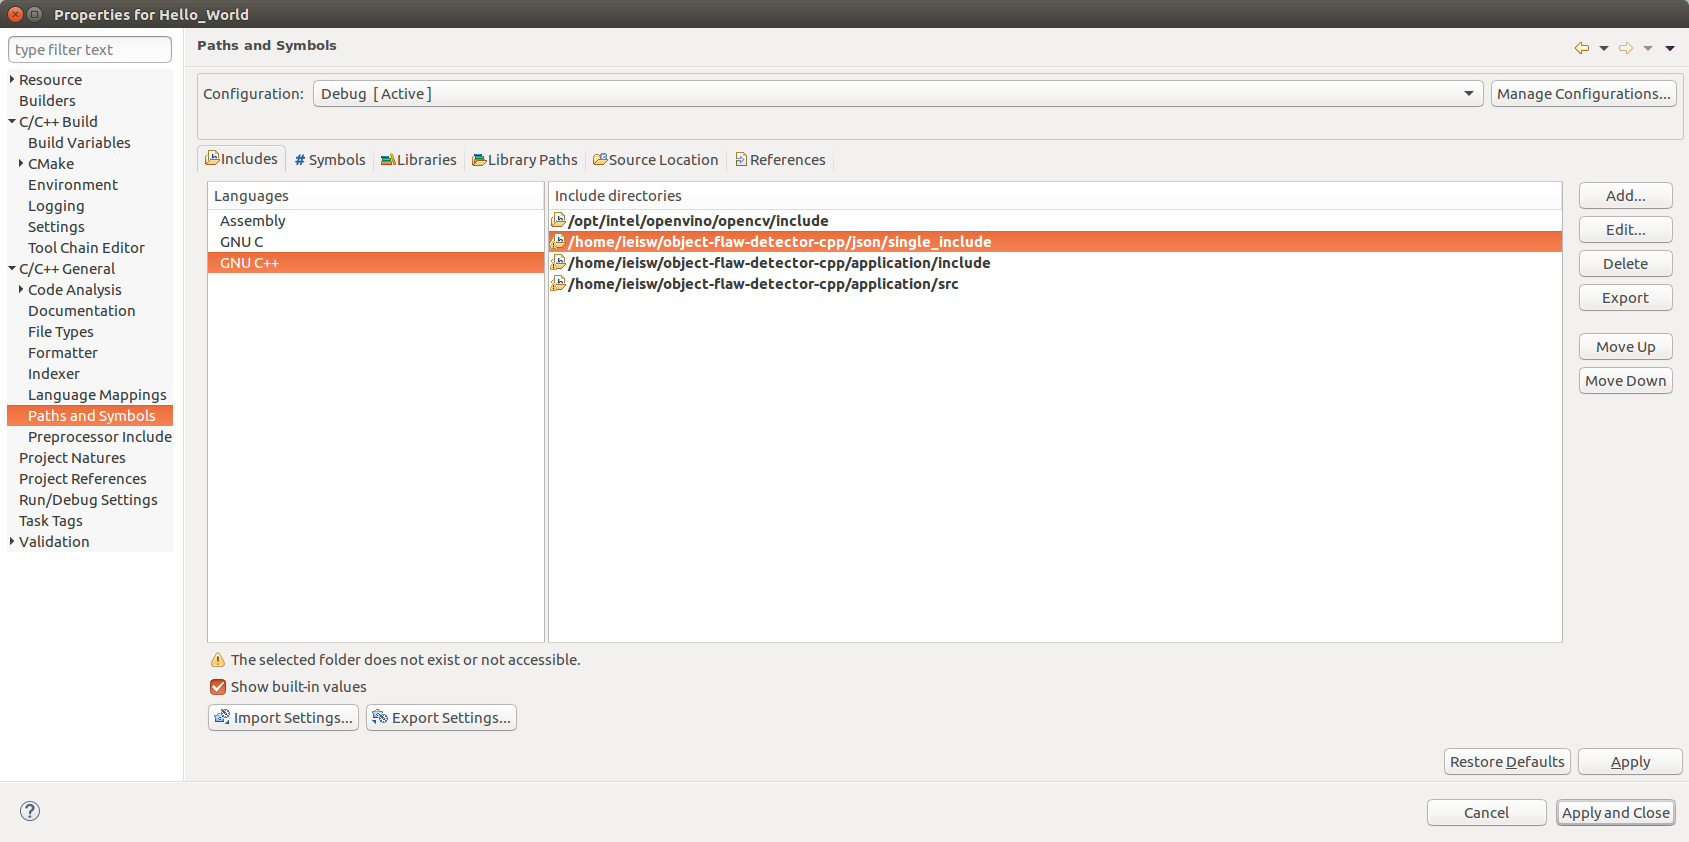 Properties for Hello_World
type filter text
Resource
Builders
C/C++ Build
Build Variables
CMake
Environment
Logging
Settings
Tool Chain Editor
C/C++ General
Code Analysis
Documentation
File Types
Formatter
Indexer
Language Mappings
Paths and Symbols
Preprocessor Include
Project Natures
Project References
Run/Debug Settings
Task Tags
Validation
Paths and Symbols
Configuration: Debug [ Active ] Manage Configurations...
Includes # Symbols Libraries Library Paths Source Location References
Languages
Assembly
GNU C
GNU C++
Include directories
/opt/intel/openvino/opencv/include
/home/ieisw/object-flaw-detector-cpp/json/single_include
/home/ieisw/object-flaw-detector-cpp/application/include
/home/ieisw/object-flaw-detector-cpp/application/src
Add...
Edit...
Delete
Export
Move Up
Move Down
The selected folder does not exist or not accessible.
Show built-in values
Import Settings... Export Settings...
Restore Defaults Apply
Cancel Apply and Close